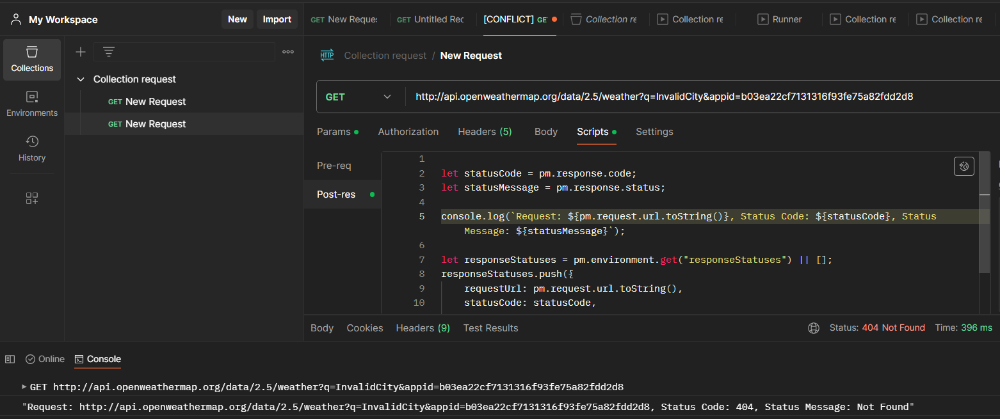 My Workspace
New
Import
GET New Reques
GET Untitled Rec
[CONFLICT] GE
Collection re
Collection re
Runner
Collection re
Collection re
Collections
Environments
History
Collection request
GET New Request
GET New Request
HTTP
Collection request / New Request
GET
http://api.openweathermap.org/data/2.5/weather?q=InvalidCity&appid=b03ea22cf7131316f93fe75a82fdd2d8
Params
Authorization
Headers (5)
Body
Scripts
Settings
Pre-req
Post-res
1
2 let statusCode = pm.response.code;
3 let statusMessage = pm.response.status;
4
5 console.log(`Request: ${pm.request.url.toString()}, Status Code: ${statusCode}, Status
Message: ${statusMessage}`);
6
7 let responseStatuses = pm.environment.get("responseStatuses") || [];
8 responseStatuses.push({
9 requestUrl: pm.request.url.toString(),
10 statusCode: statusCode,
Body
Cookies
Headers (9)
Test Results
Status: 404 Not Found
Time: 396 ms
Online
Console
GET http://api.openweathermap.org/data/2.5/weather?q=InvalidCity&appid=b03ea22cf7131316f93fe75a82fdd2d8
"Request: http://api.openweathermap.org/data/2.5/weather?q=InvalidCity&appid=b03ea22cf7131316f93fe75a82fdd2d8, Status Code: 404, Status Message: Not Found"